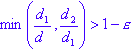 min ( d₁/d , d₂/d₁ ) > 1 − ε